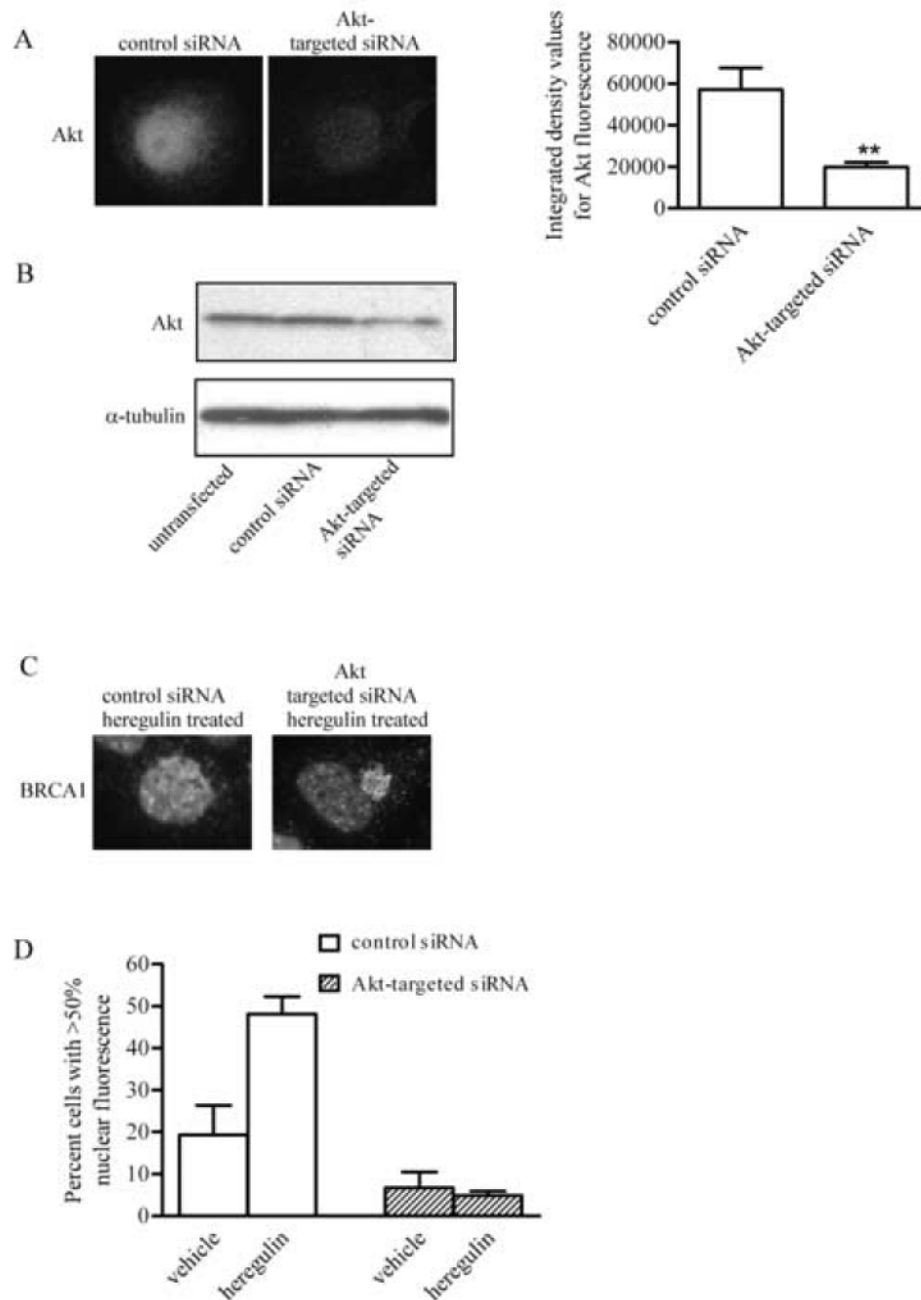 A
control siRNA
Akt-
targeted siRNA
Akt
Integrated density values
for Akt fluorescence
80000
60000
40000
20000
0
**
control siRNA
Akt-targeted siRNA
B
Akt
α-tubulin
untransfected
control siRNA
Akt-targeted
siRNA
C
control siRNA
heregulin treated
Akt
targeted siRNA
heregulin treated
BRCA1
D
control siRNA
Akt-targeted siRNA
Percent cells with >50%
nuclear fluorescence
60
50
40
30
20
10
0
vehicle
heregulin
vehicle
heregulin